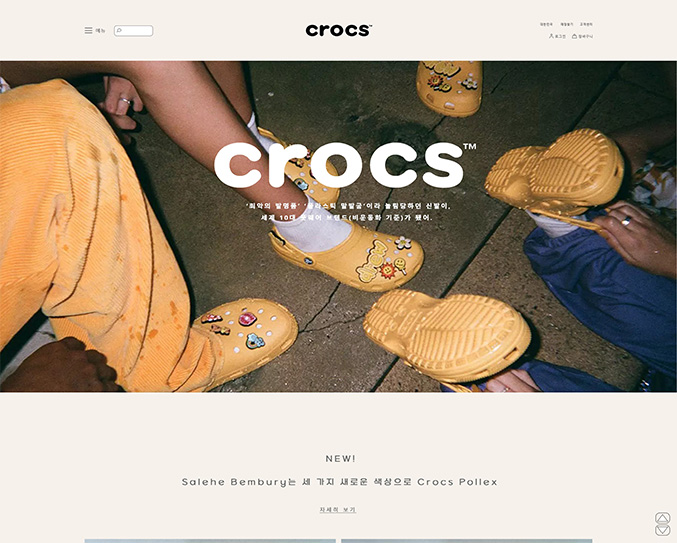 메뉴
crocs™
대한민국
매장찾기
고객센터
로그인
장바구니
crocs™
'최악의 발명품' '플라스틱 발발굽'이라 놀림당하던 신발이,
세계 10대 풋웨어 브랜드(비운동화 기준)가 됐어.
NEW!
Salehe Bembury는 세 가지 새로운 색상으로 Crocs Pollex
자세히 보기